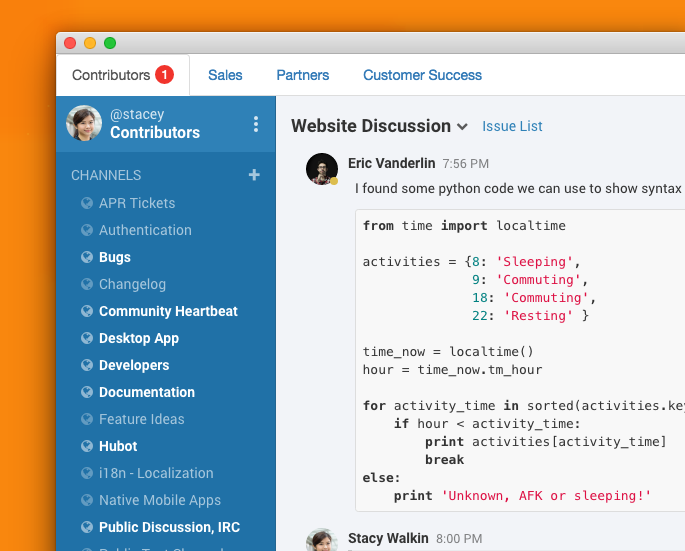 Contributors 1 Sales Partners Customer Success
@stacey
Contributors
CHANNELS +
APR Tickets
Authentication
Bugs
Changelog
Community Heartbeat
Desktop App
Developers
Documentation
Feature Ideas
Hubot
i18n - Localization
Native Mobile Apps
Public Discussion, IRC
Website Discussion Issue List
Eric Vanderlin 7:56 PM
I found some python code we can use to show syntax
from time import localtime
activities = {8: 'Sleeping',
9: 'Commuting',
18: 'Commuting',
22: 'Resting' }
time_now = localtime()
hour = time_now.tm_hour
for activity_time in sorted(activities.key
if hour < activity_time:
print activities[activity_time]
break
else:
print 'Unknown, AFK or sleeping!'
Stacy Walkin 8:00 PM